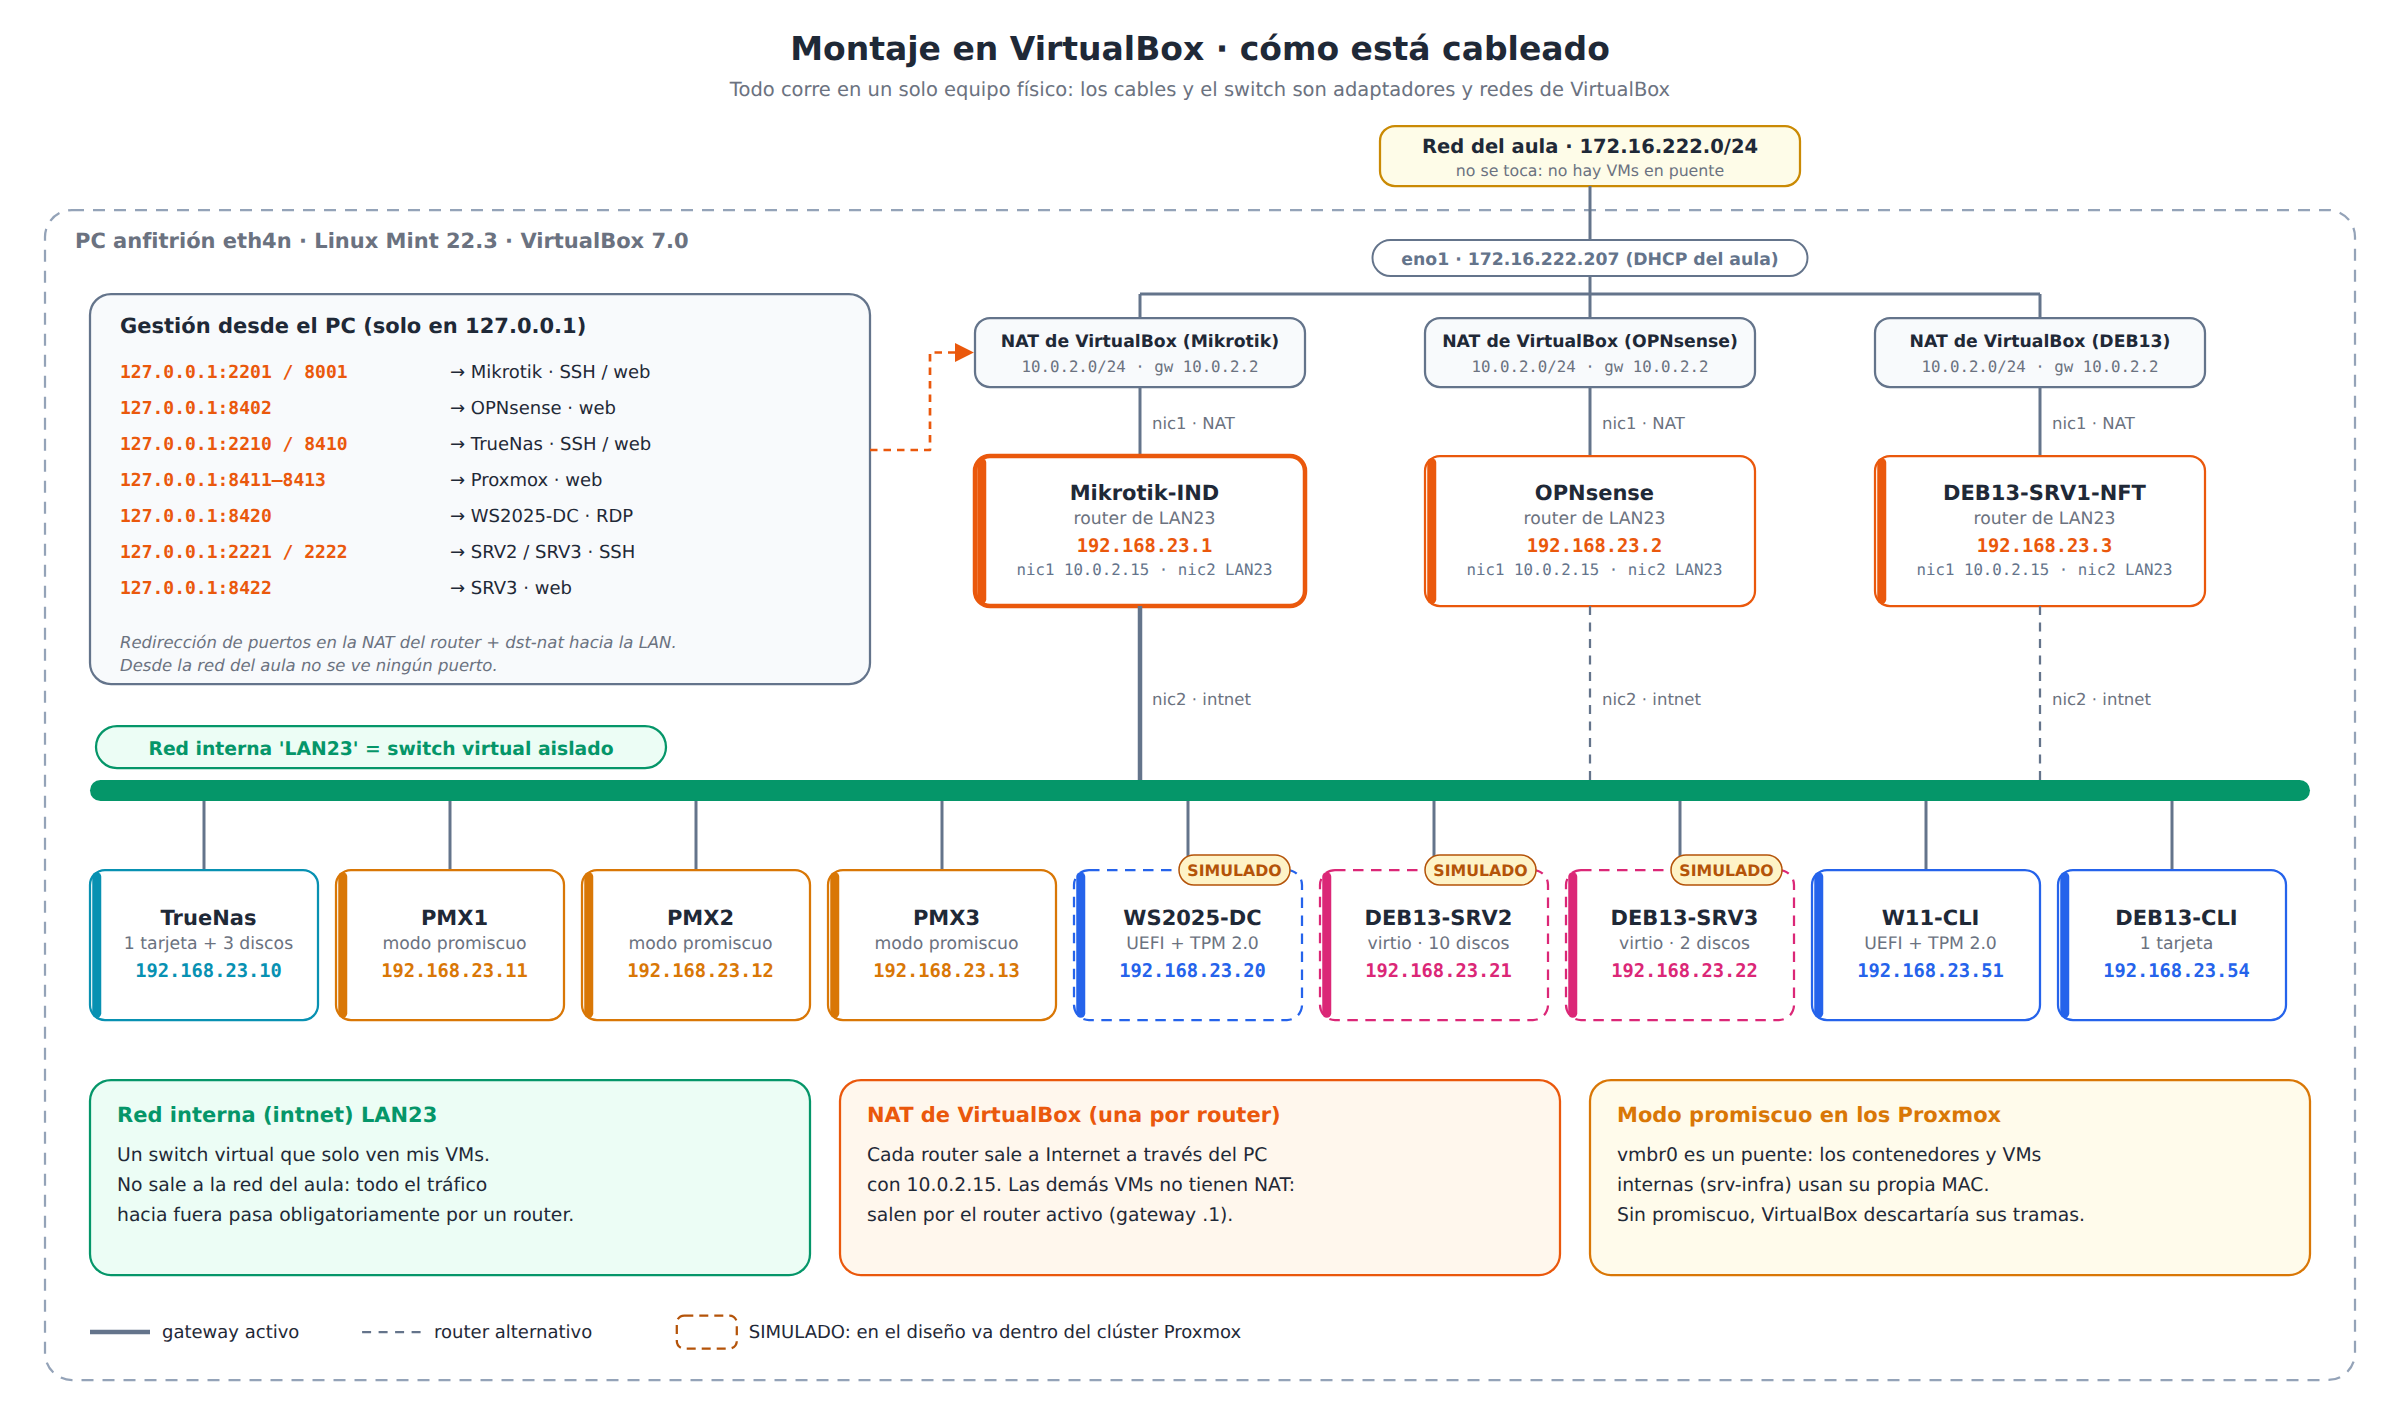 Montaje en VirtualBox · cómo está cableado
Todo corre en un solo equipo físico: los cables y el switch son adaptadores y redes de VirtualBox
Red del aula · 172.16.222.0/24
no se toca: no hay VMs en puente
PC anfitrión eth4n · Linux Mint 22.3 · VirtualBox 7.0
eno1 · 172.16.222.207 (DHCP del aula)
Gestión desde el PC (solo en 127.0.0.1)
127.0.0.1:2201 / 8001 → Mikrotik · SSH / web
127.0.0.1:8402 → OPNsense · web
127.0.0.1:2210 / 8410 → TrueNas · SSH / web
127.0.0.1:8411–8413 → Proxmox · web
127.0.0.1:8420 → WS2025-DC · RDP
127.0.0.1:2221 / 2222 → SRV2 / SRV3 · SSH
127.0.0.1:8422 → SRV3 · web
Redirección de puertos en la NAT del router + dst-nat hacia la LAN.
Desde la red del aula no se ve ningún puerto.
NAT de VirtualBox (Mikrotik)
10.0.2.0/24 · gw 10.0.2.2
NAT de VirtualBox (OPNsense)
10.0.2.0/24 · gw 10.0.2.2
NAT de VirtualBox (DEB13)
10.0.2.0/24 · gw 10.0.2.2
nic1 · NAT
nic1 · NAT
nic1 · NAT
Mikrotik-IND
router de LAN23
192.168.23.1
nic1 10.0.2.15 · nic2 LAN23
OPNsense
router de LAN23
192.168.23.2
nic1 10.0.2.15 · nic2 LAN23
DEB13-SRV1-NFT
router de LAN23
192.168.23.3
nic1 10.0.2.15 · nic2 LAN23
nic2 · intnet
nic2 · intnet
nic2 · intnet
Red interna 'LAN23' = switch virtual aislado
TrueNas
1 tarjeta + 3 discos
192.168.23.10
PMX1
modo promiscuo
192.168.23.11
PMX2
modo promiscuo
192.168.23.12
PMX3
modo promiscuo
192.168.23.13
SIMULADO
WS2025-DC
UEFI + TPM 2.0
192.168.23.20
SIMULADO
DEB13-SRV2
virtio · 10 discos
192.168.23.21
SIMULADO
DEB13-SRV3
virtio · 2 discos
192.168.23.22
W11-CLI
UEFI + TPM 2.0
192.168.23.51
DEB13-CLI
1 tarjeta
192.168.23.54
Red interna (intnet) LAN23
Un switch virtual que solo ven mis VMs.
No sale a la red del aula: todo el tráfico
hacia fuera pasa obligatoriamente por un router.
NAT de VirtualBox (una por router)
Cada router sale a Internet a través del PC
con 10.0.2.15. Las demás VMs no tienen NAT:
salen por el router activo (gateway .1).
Modo promiscuo en los Proxmox
vmbr0 es un puente: los contenedores y VMs
internas (srv-infra) usan su propia MAC.
Sin promiscuo, VirtualBox descartaría sus tramas.
gateway activo
router alternativo
SIMULADO: en el diseño va dentro del clúster Proxmox